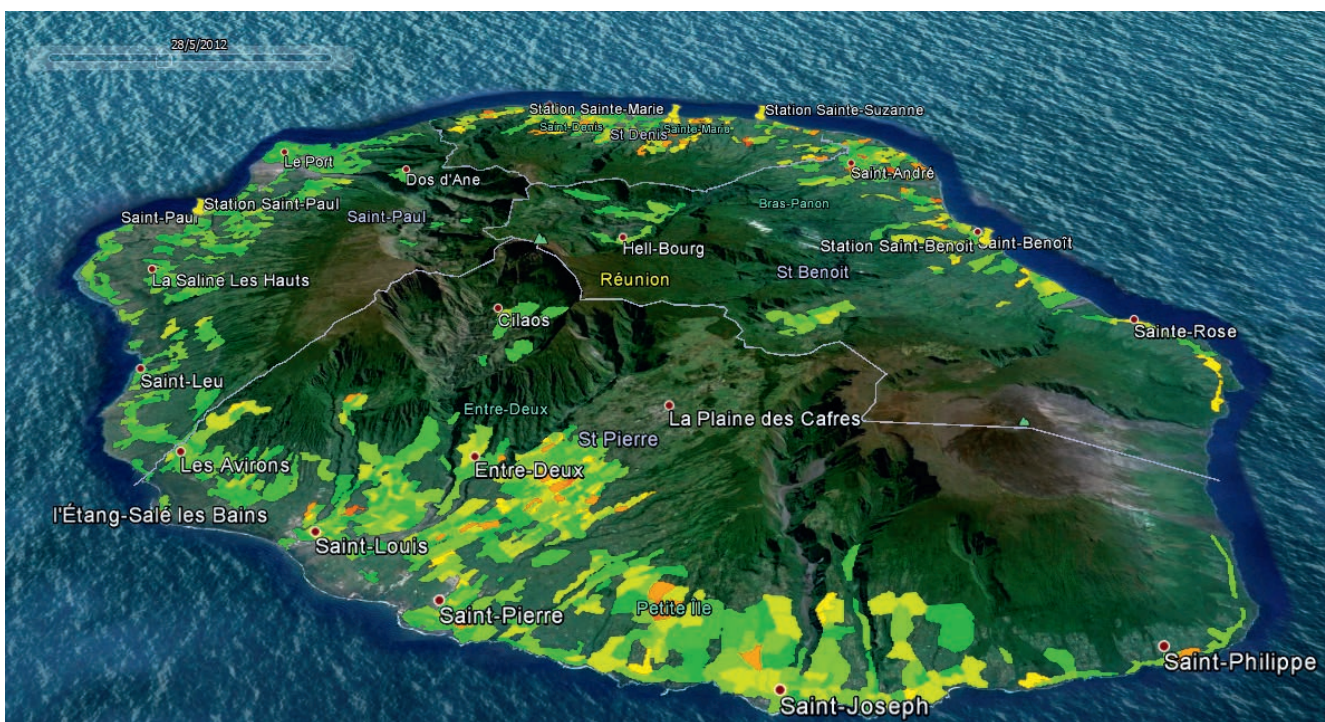 28/5/2012
Station Sainte-Marie
Station Sainte-Suzanne
Saint-Denis
St Denis
Sainte-Marie
Le Port
Dos d'Ane
Saint-André
Saint-Paul
Station Saint-Paul
Saint-Paul
Bras-Panon
Hell-Bourg
Station Saint-Benoit
Saint-Benoît
La Saline Les Hauts
Réunion
St Benoit
Cilaos
Sainte-Rose
Saint-Leu
Entre-Deux
La Plaine des Cafres
St Pierre
Les Avirons
Entre-Deux
l'Étang-Salé les Bains
Saint-Louis
Saint-Pierre
Petite Île
Saint-Philippe
Saint-Joseph